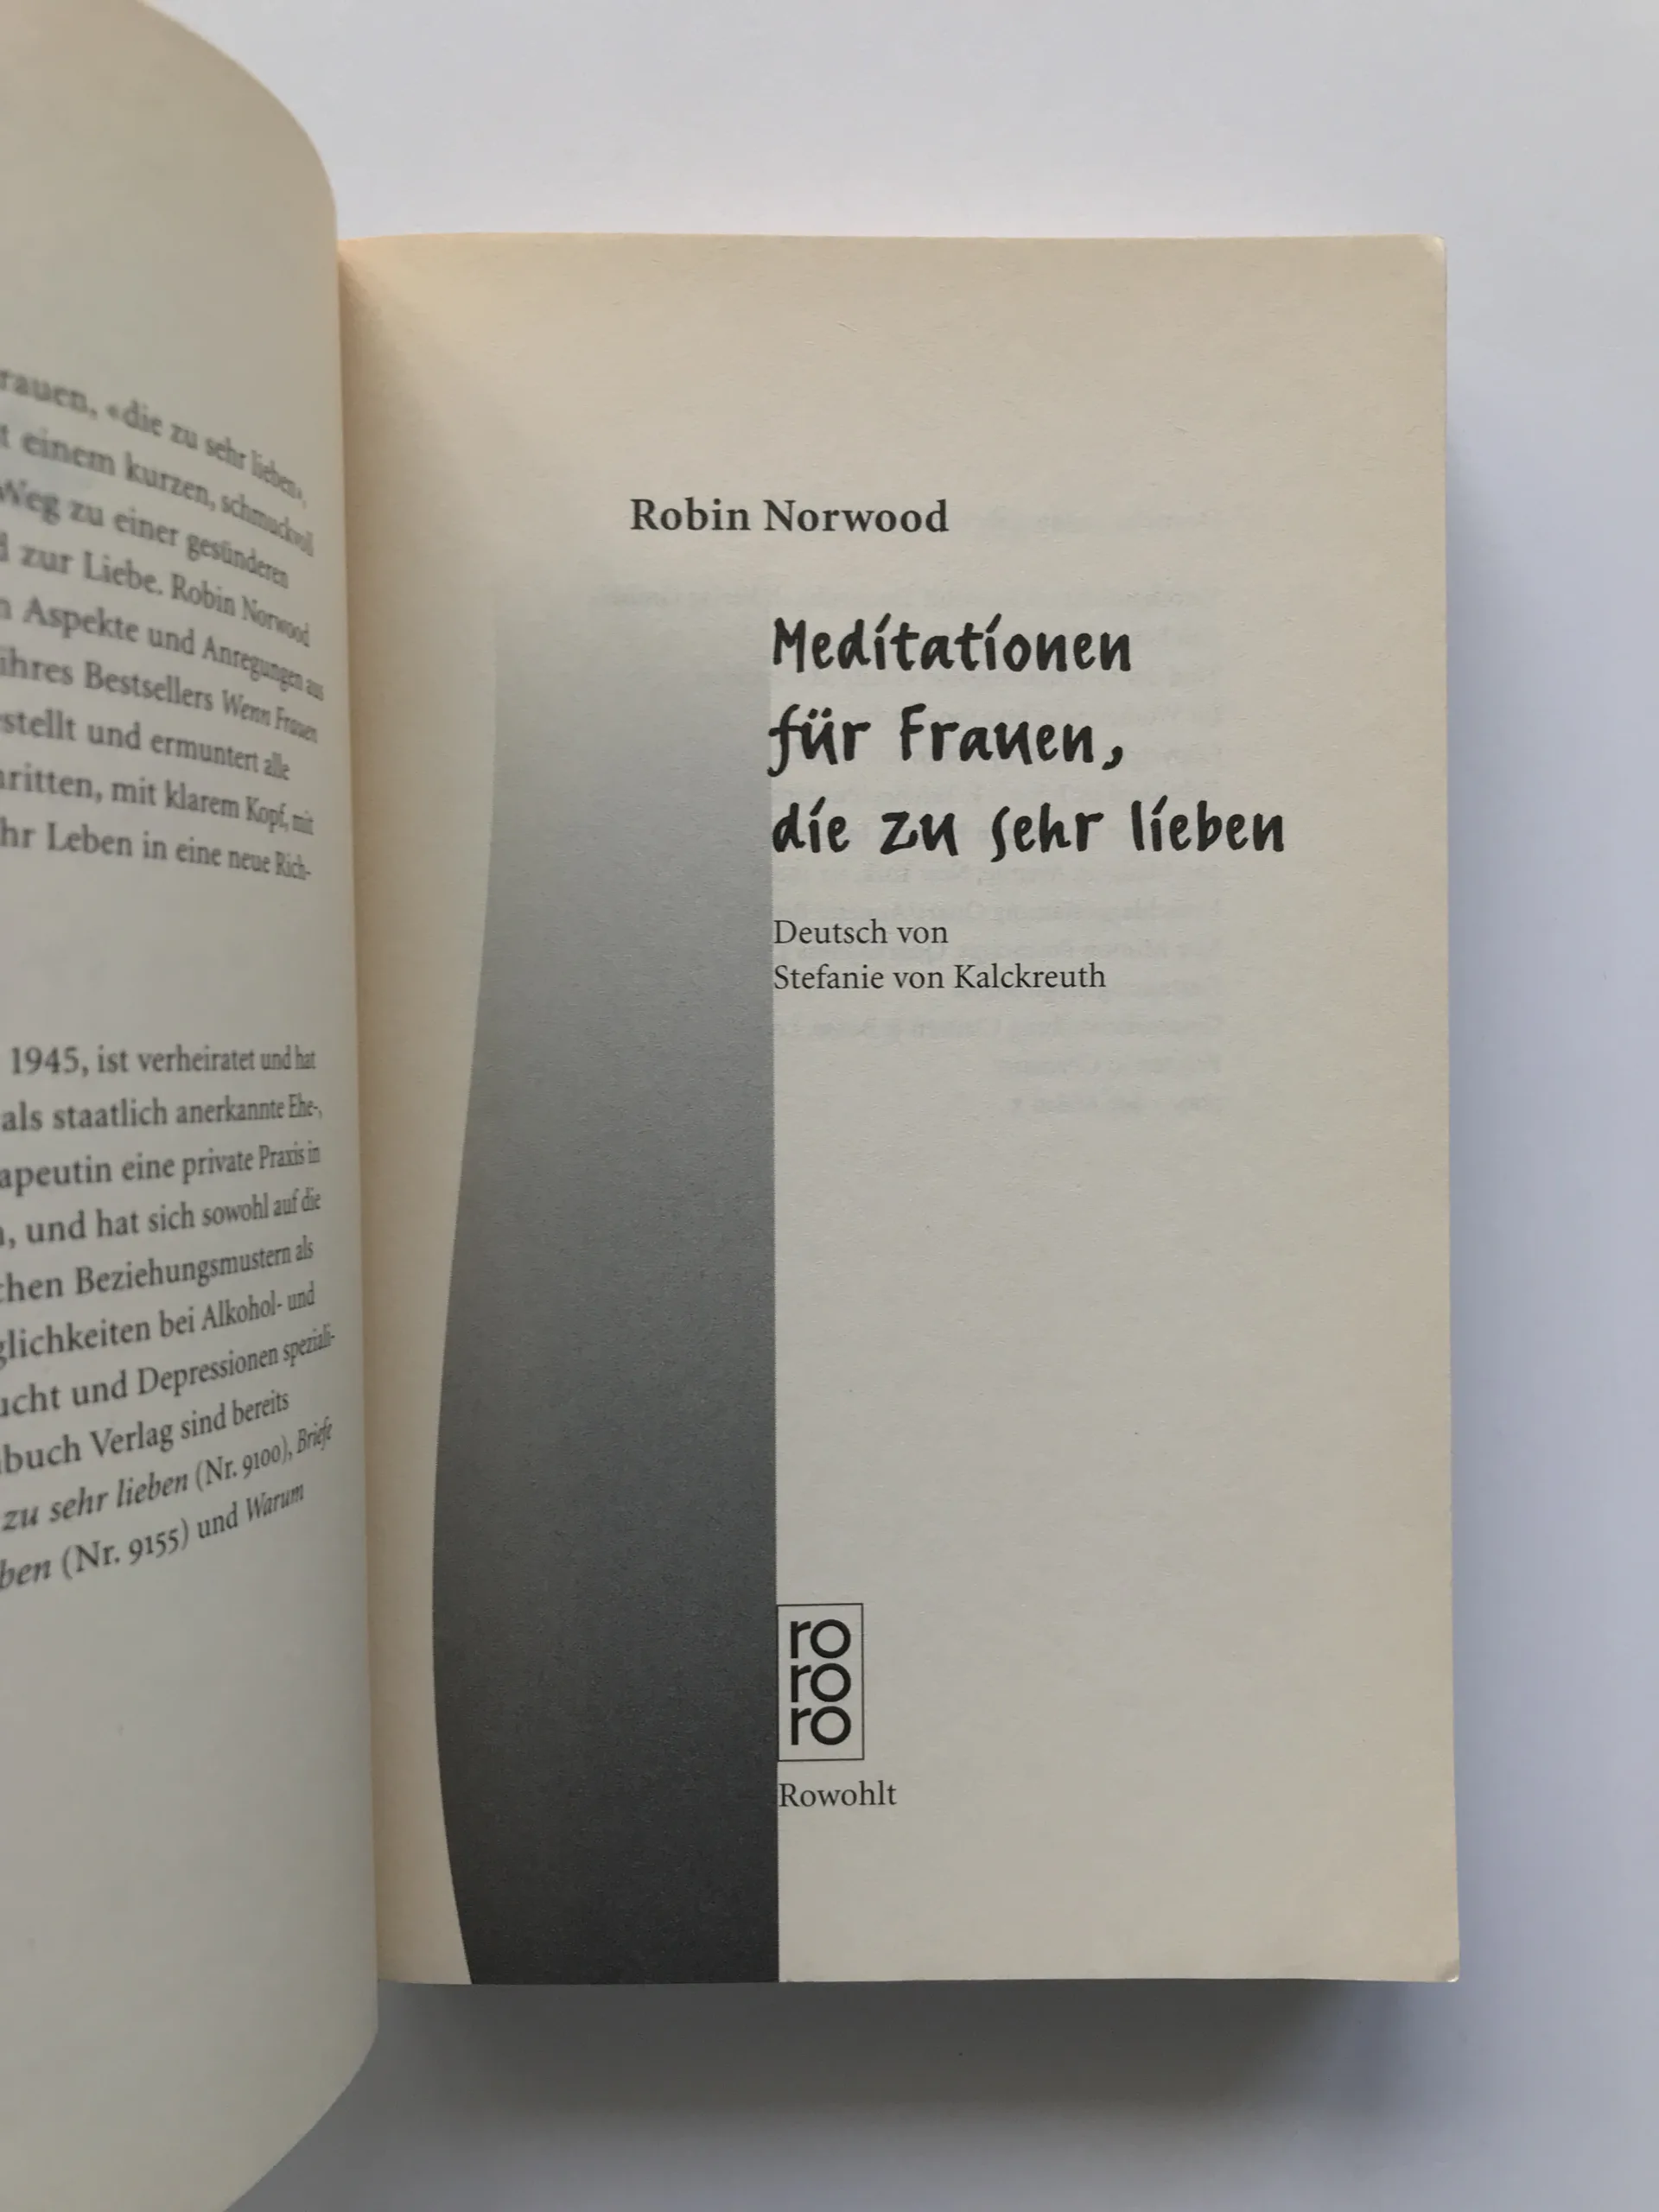 rauen, «die zu sehr lieben»,
t einem kurzen, schmuckvoll
Weg zu einer gesünderen
d zur Liebe. Robin Norwood
n Aspekte und Anregungen aus
ihres Bestsellers Wenn Frauen
stellt und ermuntert alle
ritten, mit klarem Kopf, mit
hr Leben in eine neue Rich-
1945, ist verheiratet und hat
als staatlich anerkannte Ehe-,
apeutin eine private Praxis in
n, und hat sich sowohl auf die
chen Beziehungsmustern als
glichkeiten bei Alkohol- und
ucht und Depressionen speziali-
buch Verlag sind bereits
zu sehr lieben (Nr. 9100), Briefe
ben (Nr. 9155) und Warum
Robin Norwood
Meditationen
für Frauen,
die zu sehr lieben
Deutsch von
Stefanie von Kalckreuth
ro
ro
ro
Rowohlt